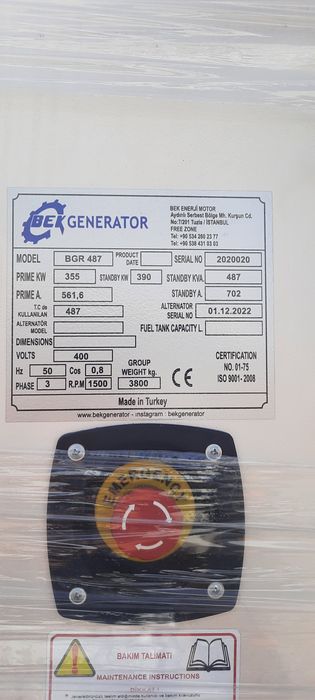 BEK GENERATOR
BEK ENERJİ MOTOR
Aydınlı Serbest Bölge Mh. Kurşun Cd.
No:7/201 Tuzla / İSTANBUL
FREE ZONE
Tel: +90 534 260 23 77
Tel: +90 538 431 03 03
MODEL BGR 487 PRODUCT DATE SERIAL NO 2020020
PRIME KW 355 STANDBY KW 390 STANDBY KVA. 487
PRIME A. 561,6 STANDBY A. 702
T.C de KULLANILAN 487 ALTERNATOR SERIAL NO 01.12.2022
ALTERNATÖR MODEL FUEL TANK CAPACITY L.
DIMENSIONS
VOLTS 400 GROUP WEIGHT kg. CERTIFICATION
Hz 50 Cos 0,8 3800 CE NO. 01-75
PHASE 3 R.P.M 1500 ISO 9001- 2008
Made in Turkey
www.bekgenerator - ınstagram : bekgenerator
EMERGENCY
BAKIM TALİMATI
MAINTENANCE INSTRUCTIONS
DİKKAT !